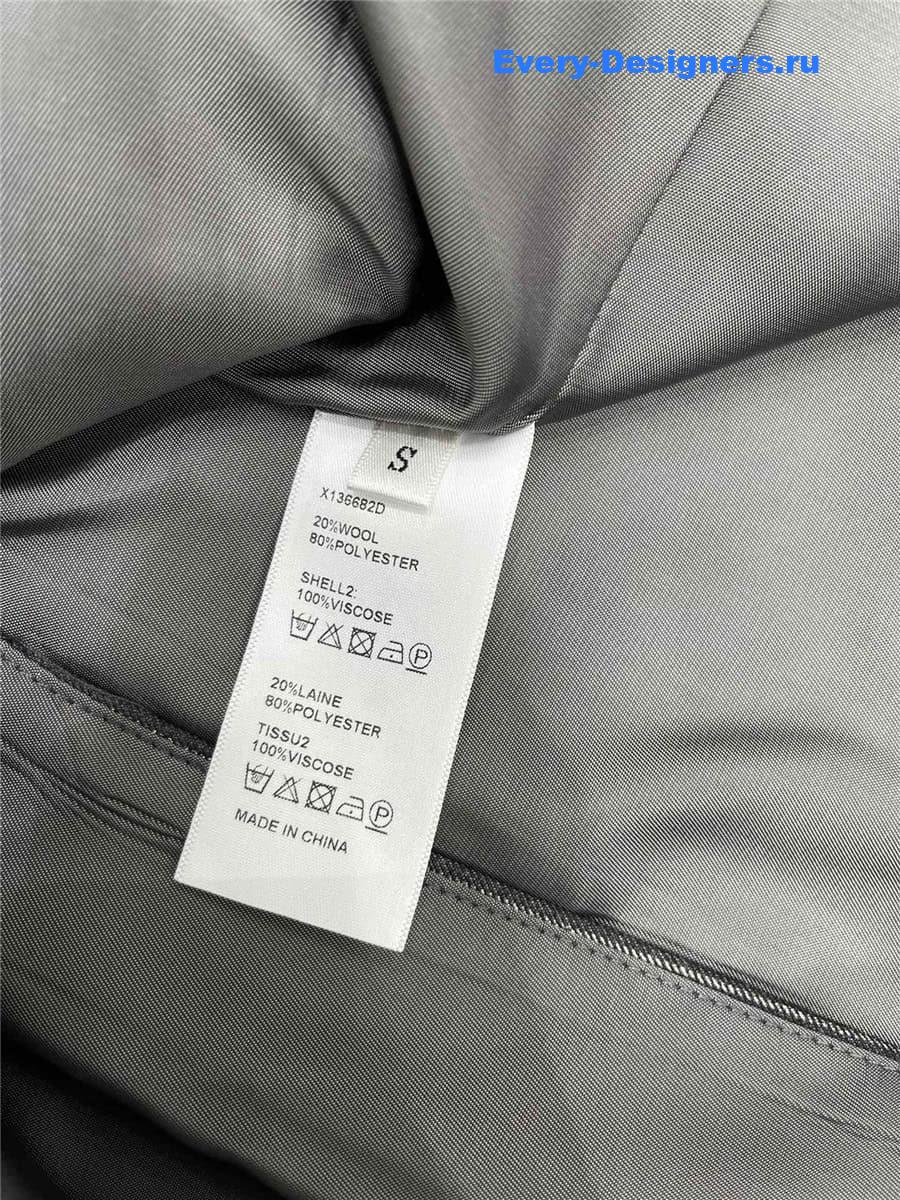 Every-Designers.ru
S
X136682D
20%WOOL
80%POLYESTER
SHELL2:
100%VISCOSE
P
20%LAINE
80%POLYESTER
TISSU2
100%VISCOSE
P
MADE IN CHINA